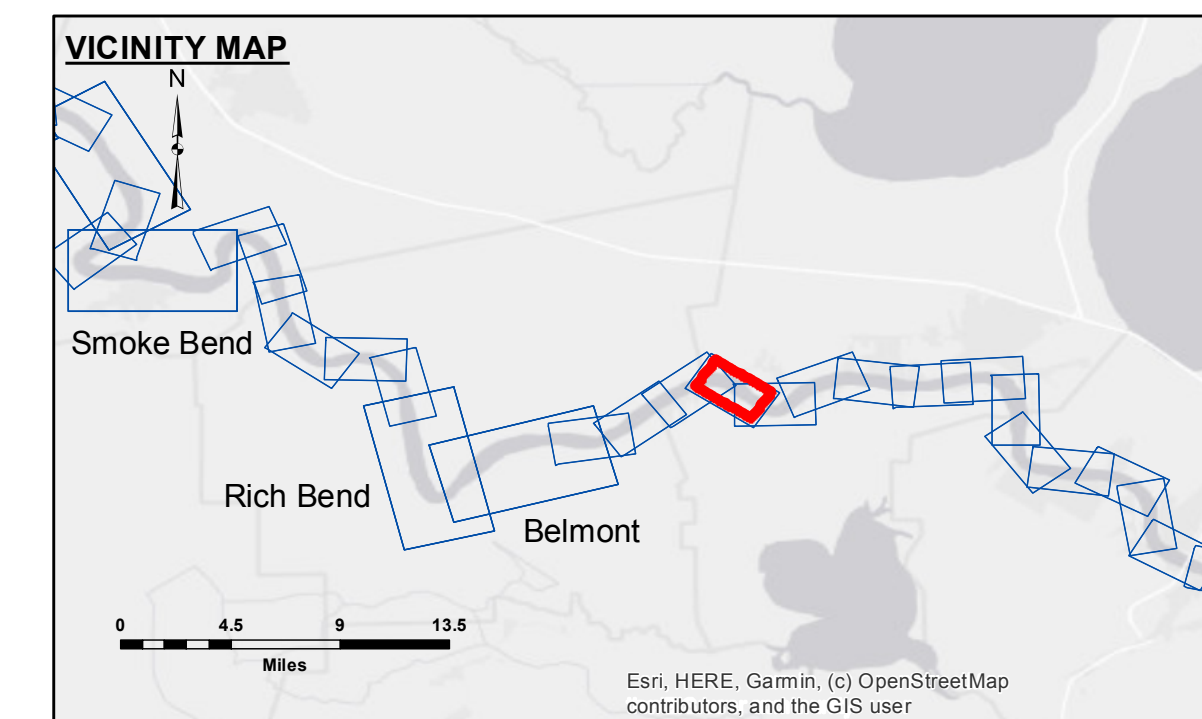 VICINITY MAP
N
Smoke Bend
Rich Bend
Belmont
0 4.5 9 13.5
Miles
Esri, HERE, Garmin, (c) OpenStreetMap
contributors, and the GIS user